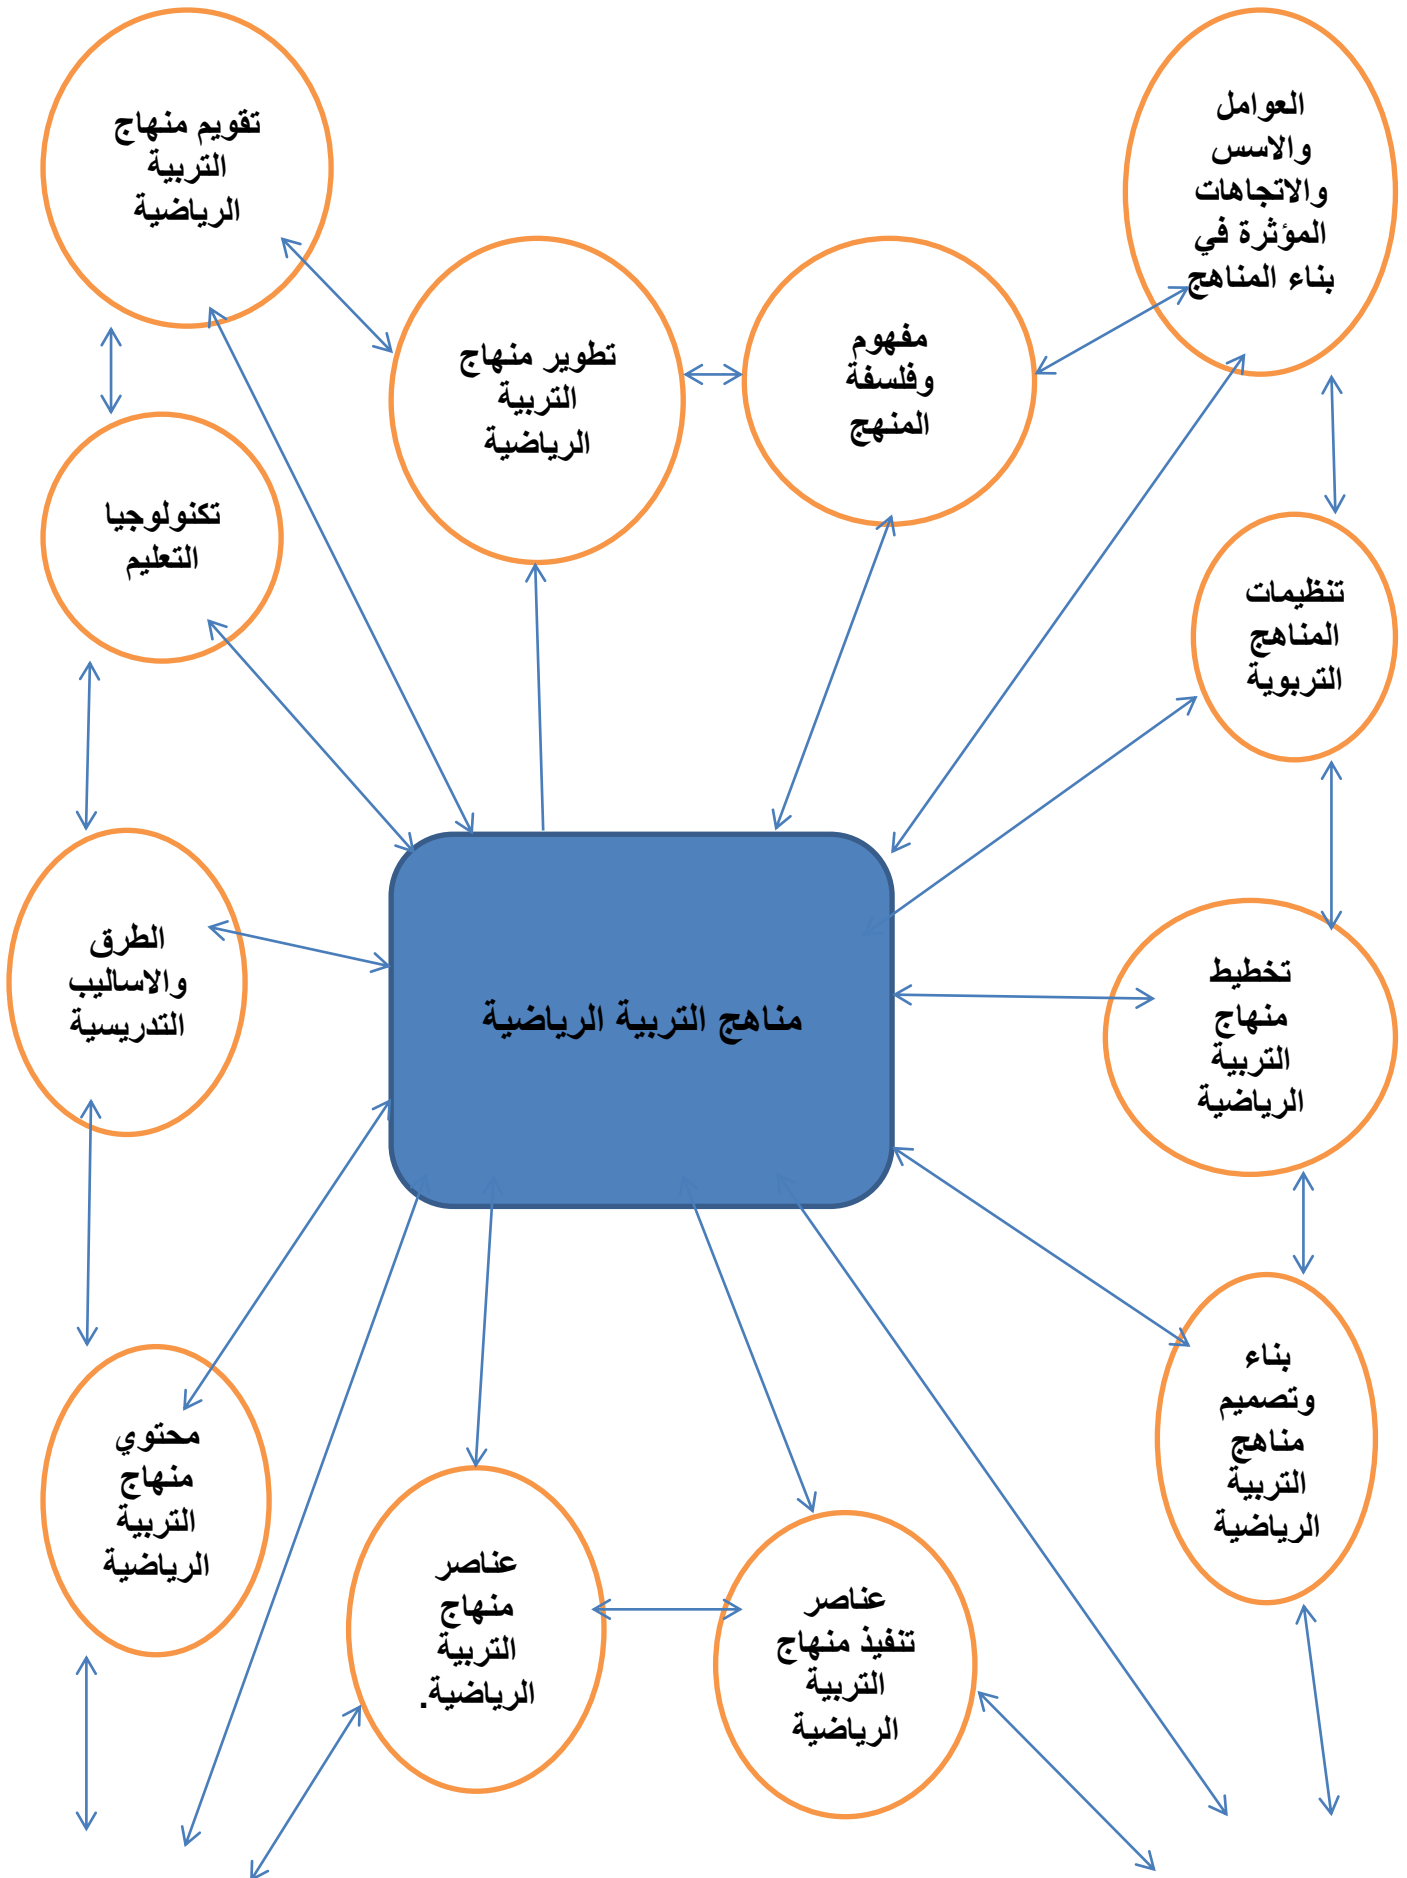 العوامل
والاسس
والاتجاهات
المؤثرة في
بناء المناهج
تقويم منهاج
التربية
الرياضية
مفهوم
وفلسفة
المنهج
تطوير منهاج
التربية
الرياضية
تنظيمات
المناهج
التربوية
تكنولوجيا
التعليم
تخطيط
منهاج
التربية
الرياضية
مناهج التربية الرياضية
الطرق
والاساليب
التدريسية
بناء
وتصميم
مناهج
التربية
الرياضية
محتوي
منهاج
التربية
الرياضية
عناصر
تنفيذ منهاج
التربية
الرياضية
عناصر
منهاج
التربية
الرياضية.